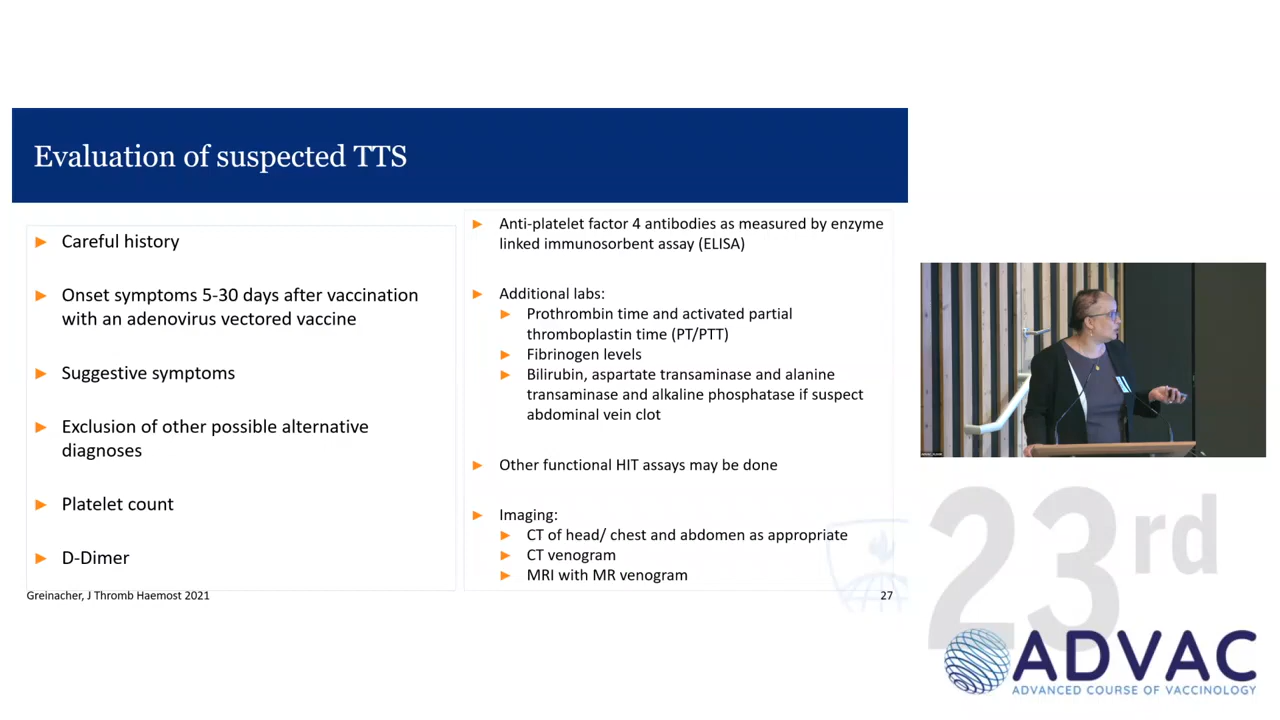 Evaluation of suspected TTS
Careful history
Onset symptoms 5-30 days after vaccination
with an adenovirus vectored vaccine
Suggestive symptoms
Exclusion of other possible alternative
diagnoses
Platelet count
D-Dimer
Anti-platelet factor 4 antibodies as measured by enzyme
linked immunosorbent assay (ELISA)
Additional labs:
Prothrombin time and activated partial
thromboplastin time (PT/PTT)
Fibrinogen levels
Bilirubin, aspartate transaminase and alanine
transaminase and alkaline phosphatase if suspect
abdominal vein clot
Other functional HIT assays may be done
Imaging:
CT of head/ chest and abdomen as appropriate
CT venogram
MRI with MR venogram
Greinacher, J Thromb Haemost 2021
27
23rd
ADVAC
ADVANCED COURSE OF VACCINOLOGY